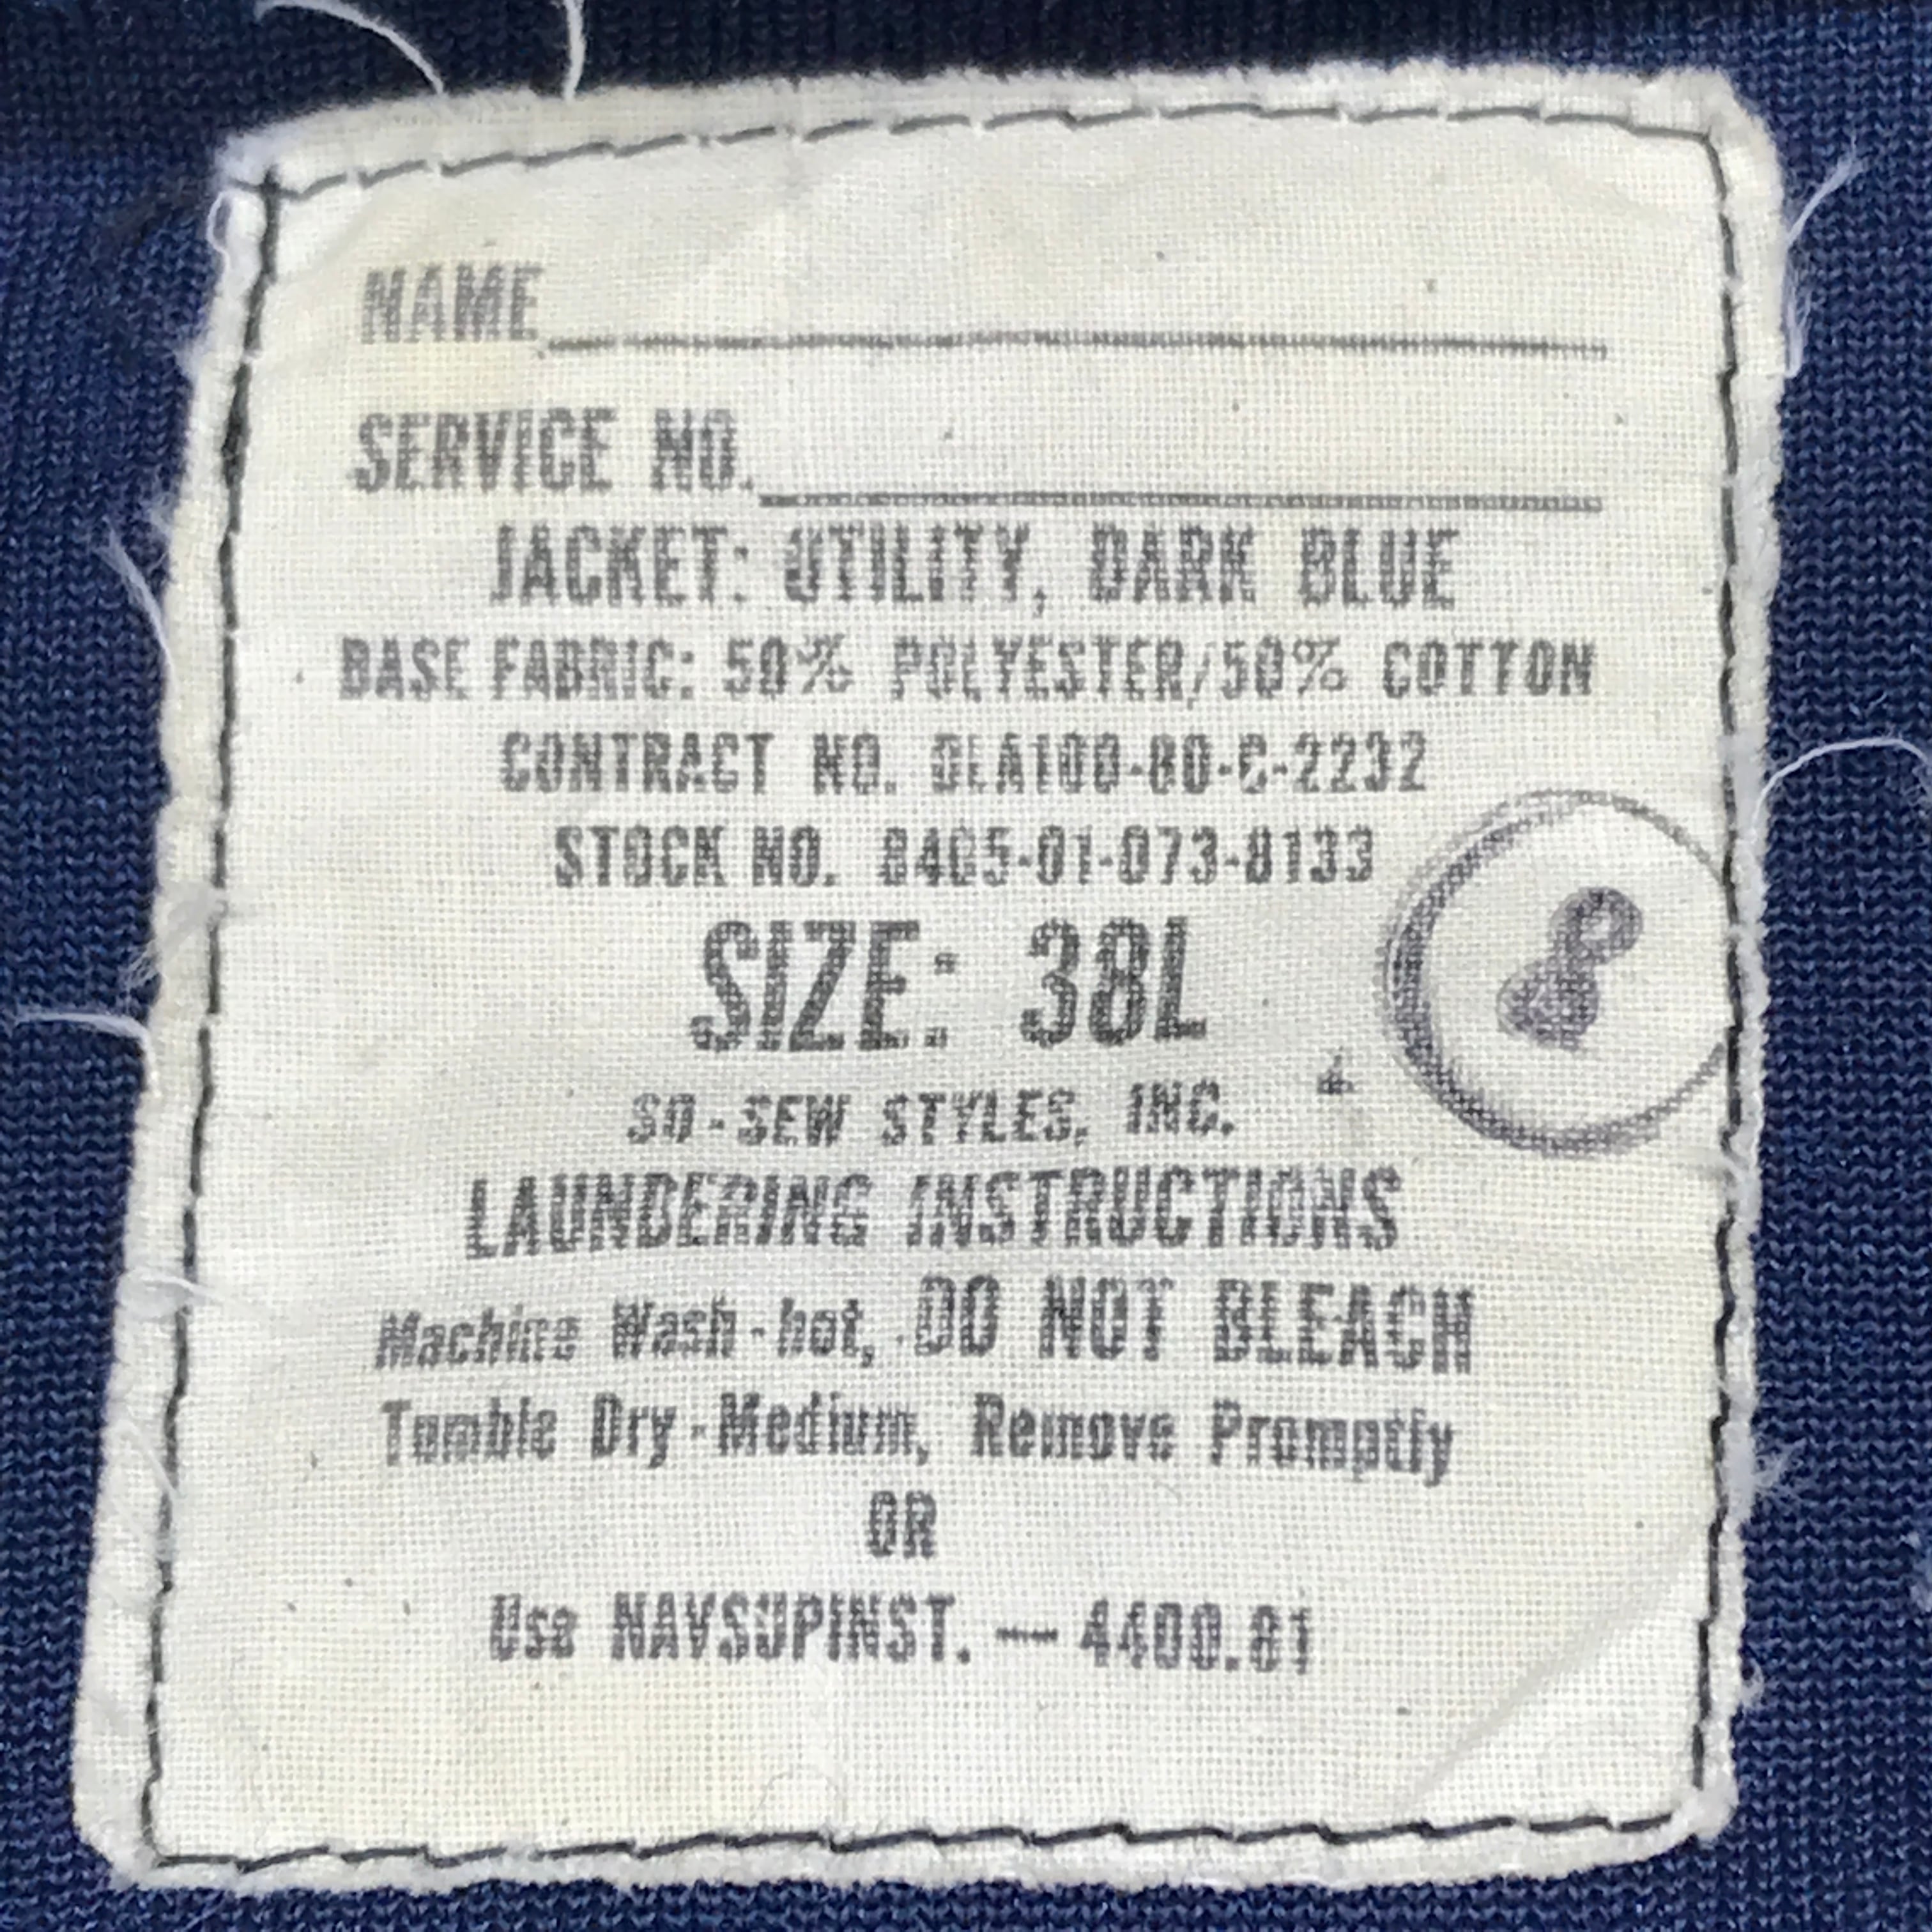 NAME
SERVICE NO.
JACKET: UTILITY, DARK BLUE
BASE FABRIC: 50% POLYESTER/50% COTTON
CONTRACT NO. DLA100-80-C-2232
STOCK NO. 8405-01-073-8133
SIZE: 38L
8
SO-SEW STYLES, INC.
4
LAUNDERING INSTRUCTIONS
Machine Wash-hot, DO NOT BLEACH
Tumble Dry-Medium, Remove Promptly
OR
Use NAVSUPINST. — 4400.81